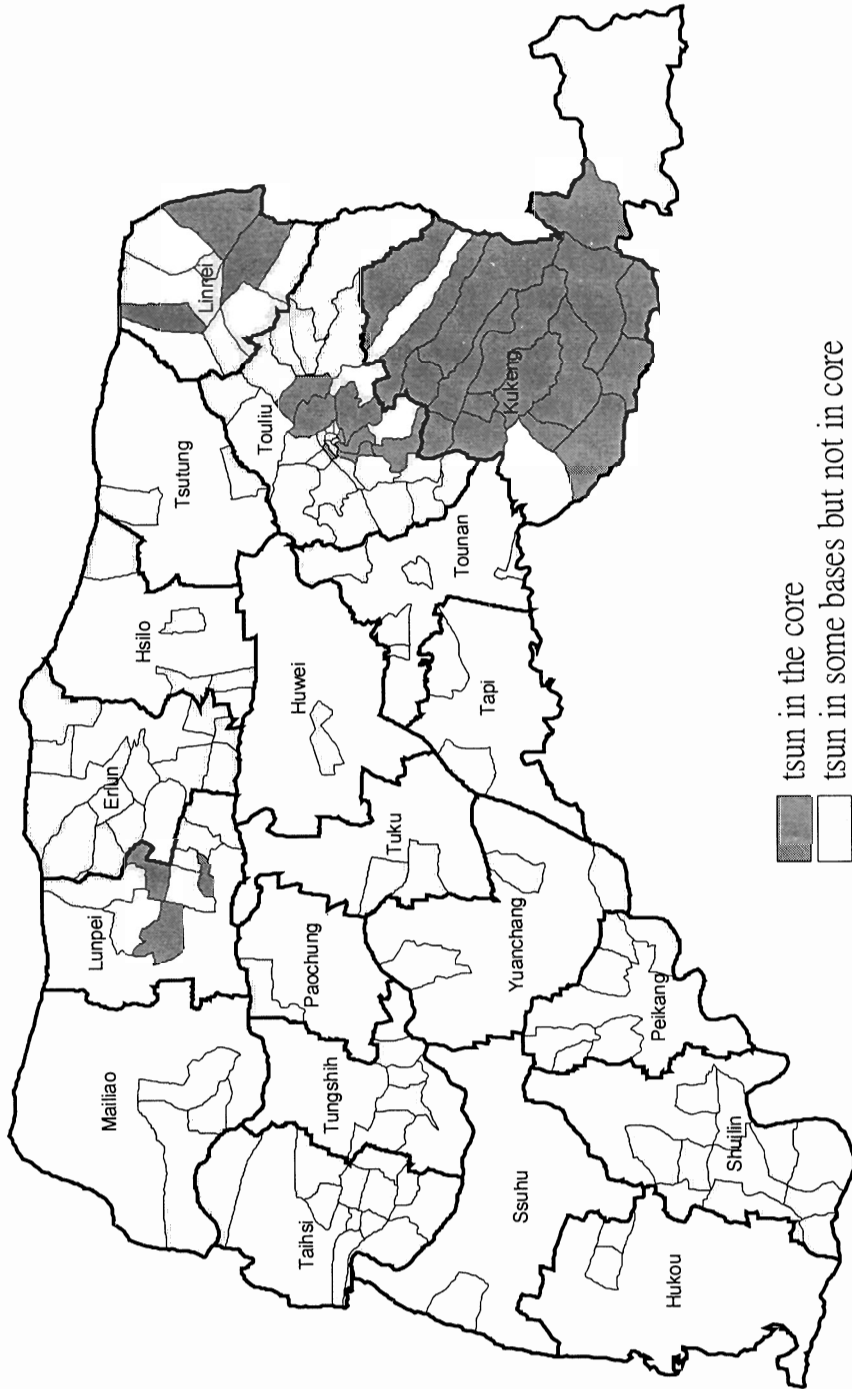 Mailiao
Lunpei
Erlun
Hsilo
Tsutung
Linnei
Taihsi
Tungshih
Paochung
Tuku
Huwei
Touliu
Ssuhu
Yuanchang
Tapi
Tounan
Kukeng
Hukou
Shuilin
Peikang
tsun in the core
tsun in some bases but not in core